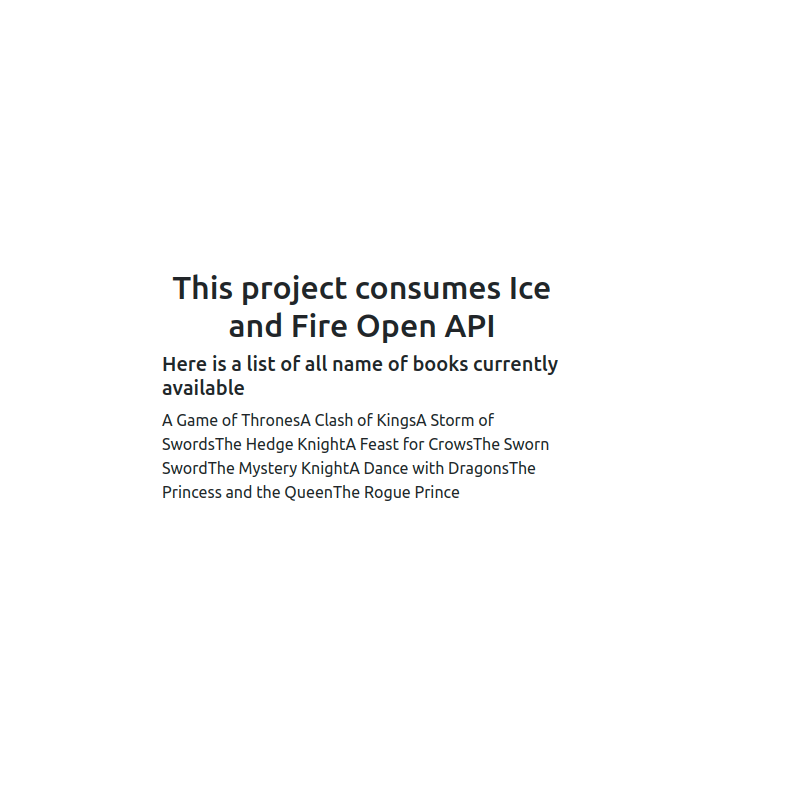 This project consumes Ice
and Fire Open API
Here is a list of all name of books currently
available
A Game of ThronesA Clash of KingsA Storm of
SwordsThe Hedge KnightA Feast for CrowsThe Sworn
SwordThe Mystery KnightA Dance with DragonsThe
Princess and the QueenThe Rogue Prince